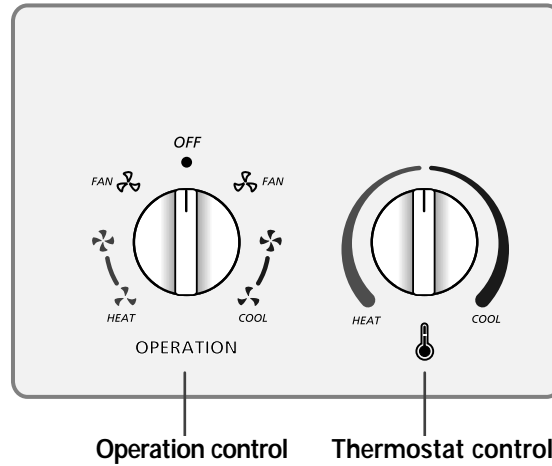 OFF
FAN FAN
HEAT COOL
HEAT COOL
OPERATION
Operation control Thermostat control